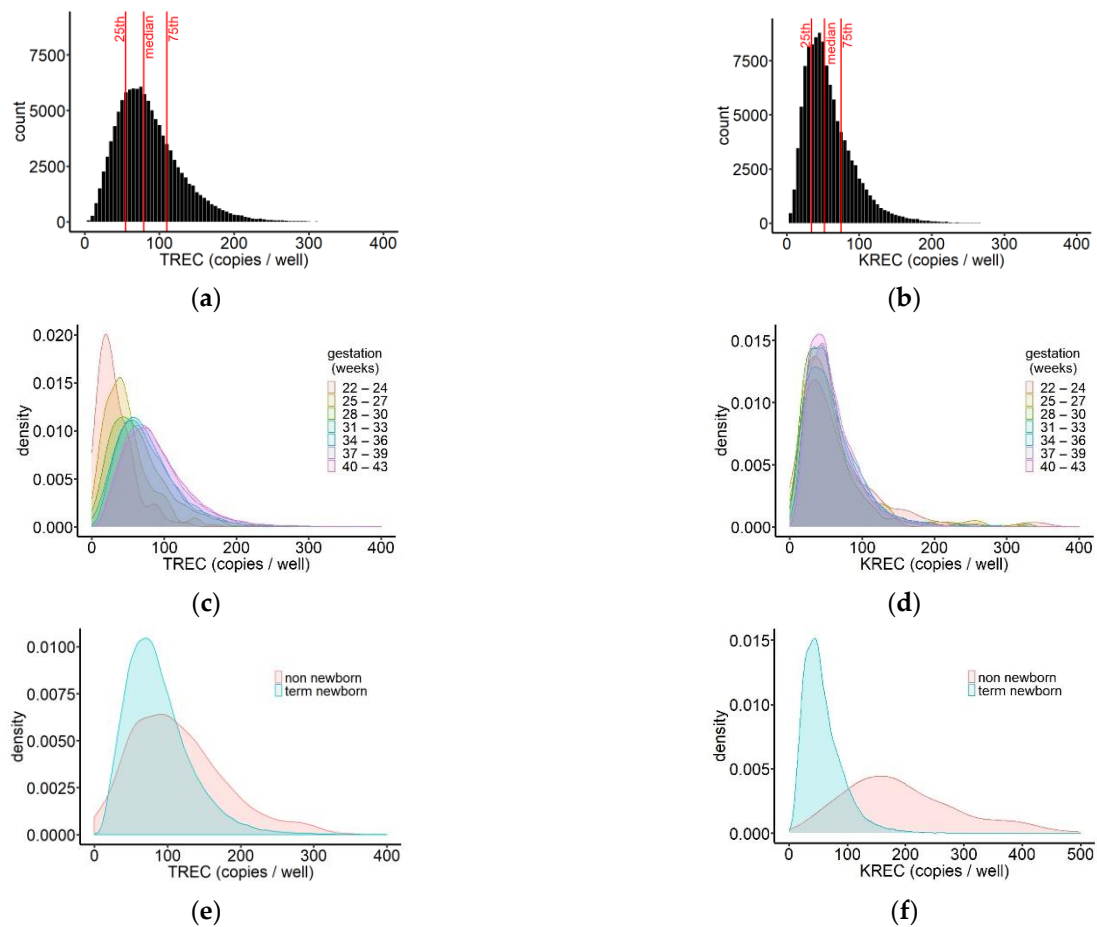 7500
5000
2500
0
count
25th
median
75th
0 100 200 300 400
TREC (copies / well)
(a)
7500
5000
2500
0
count
25th
median
75th
0 100 200 300 400
KREC (copies / well)
(b)
0.020
0.015
0.010
0.005
0.000
density
gestation
(weeks)
22 – 24
25 – 27
28 – 30
31 – 33
34 – 36
37 – 39
40 – 43
0 100 200 300 400
TREC (copies / well)
(c)
0.015
0.010
0.005
0.000
density
gestation
(weeks)
22 – 24
25 – 27
28 – 30
31 – 33
34 – 36
37 – 39
40 – 43
0 100 200 300 400
KREC (copies / well)
(d)
0.0100
0.0075
0.0050
0.0025
0.0000
density
non newborn
term newborn
0 100 200 300 400
TREC (copies / well)
(e)
0.015
0.010
0.005
0.000
density
non newborn
term newborn
0 100 200 300 400 500
KREC (copies / well)
(f)